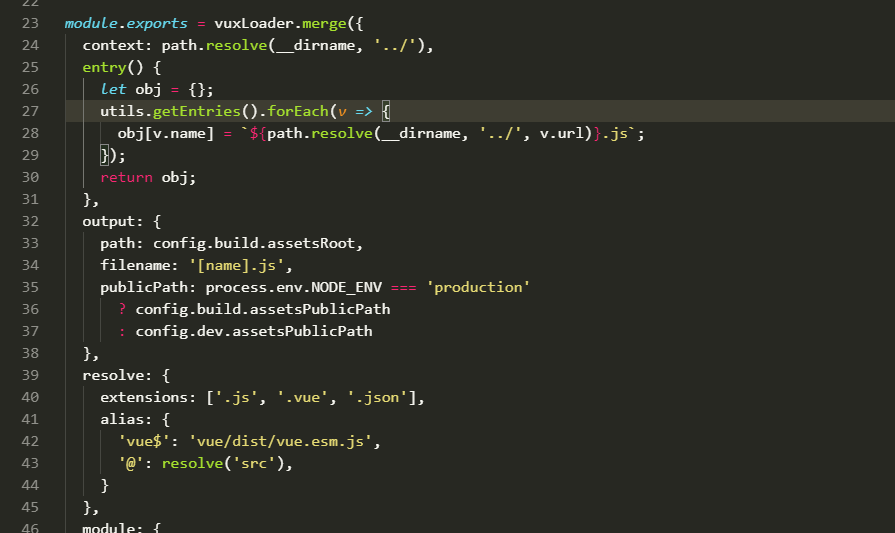 22
23 module.exports = vuxLoader.merge({
24   context: path.resolve(__dirname, '../'),
25   entry() {
26     let obj = {};
27     utils.getEntries().forEach(v => {
28       obj[v.name] = `${path.resolve(__dirname, '../', v.url)}.js`;
29     });
30     return obj;
31   },
32   output: {
33     path: config.build.assetsRoot,
34     filename: '[name].js',
35     publicPath: process.env.NODE_ENV === 'production'
36       ? config.build.assetsPublicPath
37       : config.dev.assetsPublicPath
38   },
39   resolve: {
40     extensions: ['.js', '.vue', '.json'],
41     alias: {
42       'vue$': 'vue/dist/vue.esm.js',
43       '@': resolve('src'),
44     }
45   },
46   module: {